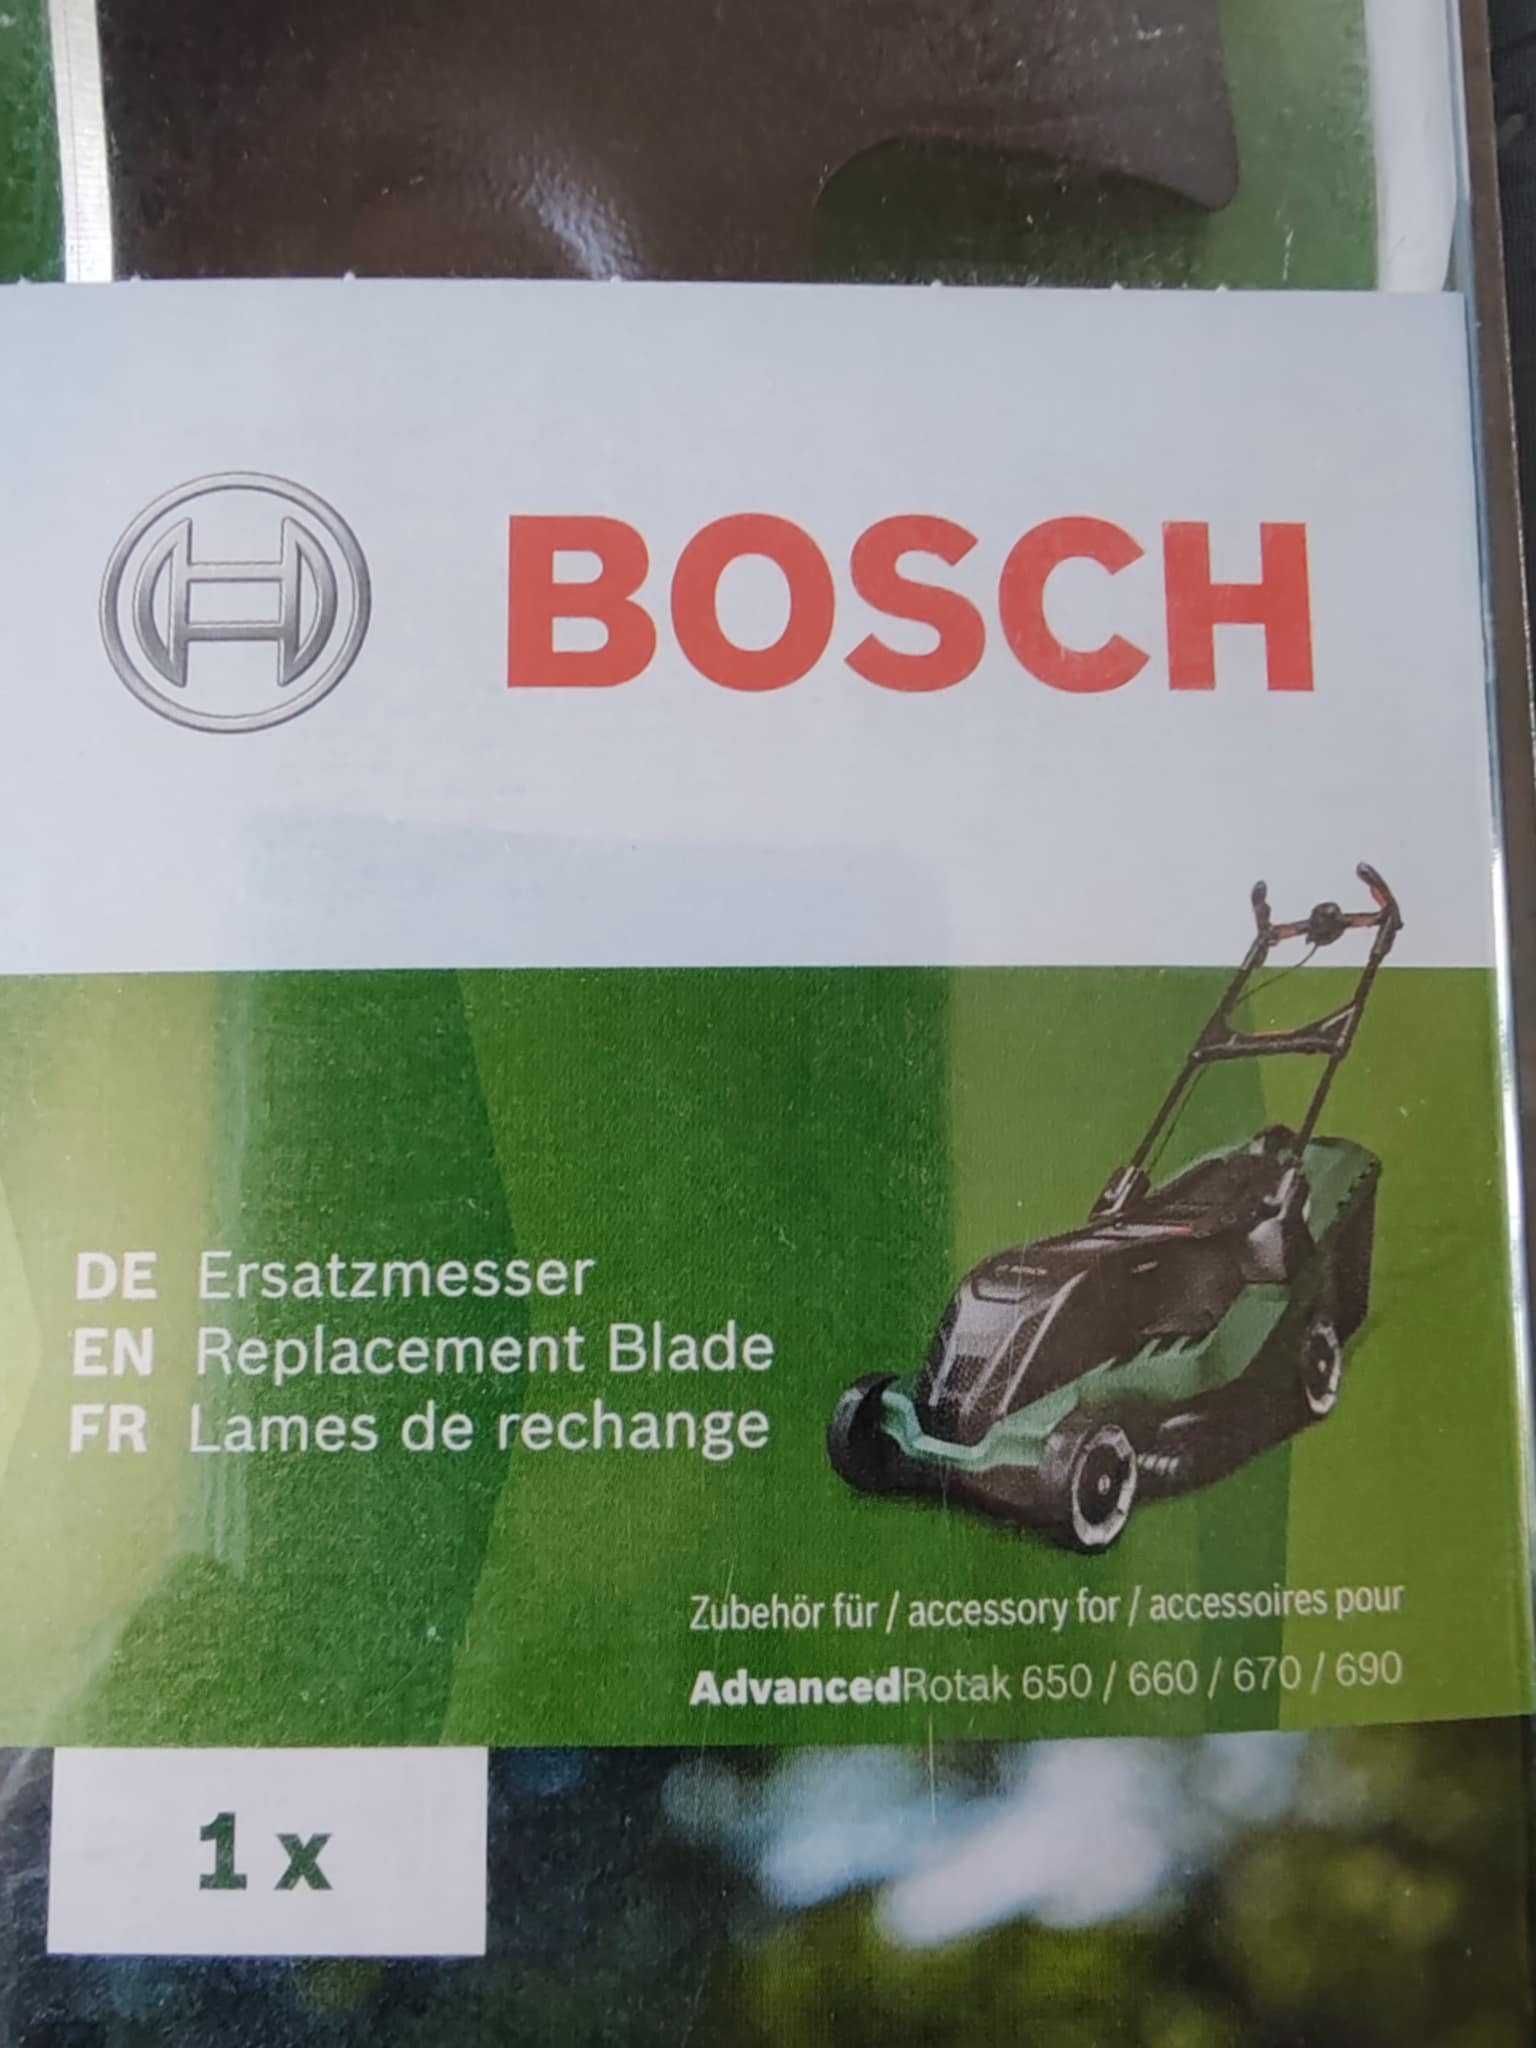 BOSCH
DE Ersatzmesser
EN Replacement Blade
FR Lames de rechange
Zubehör für / accessory for / accessoires pour
AdvancedRotak 650 / 660 / 670 / 690
1 x